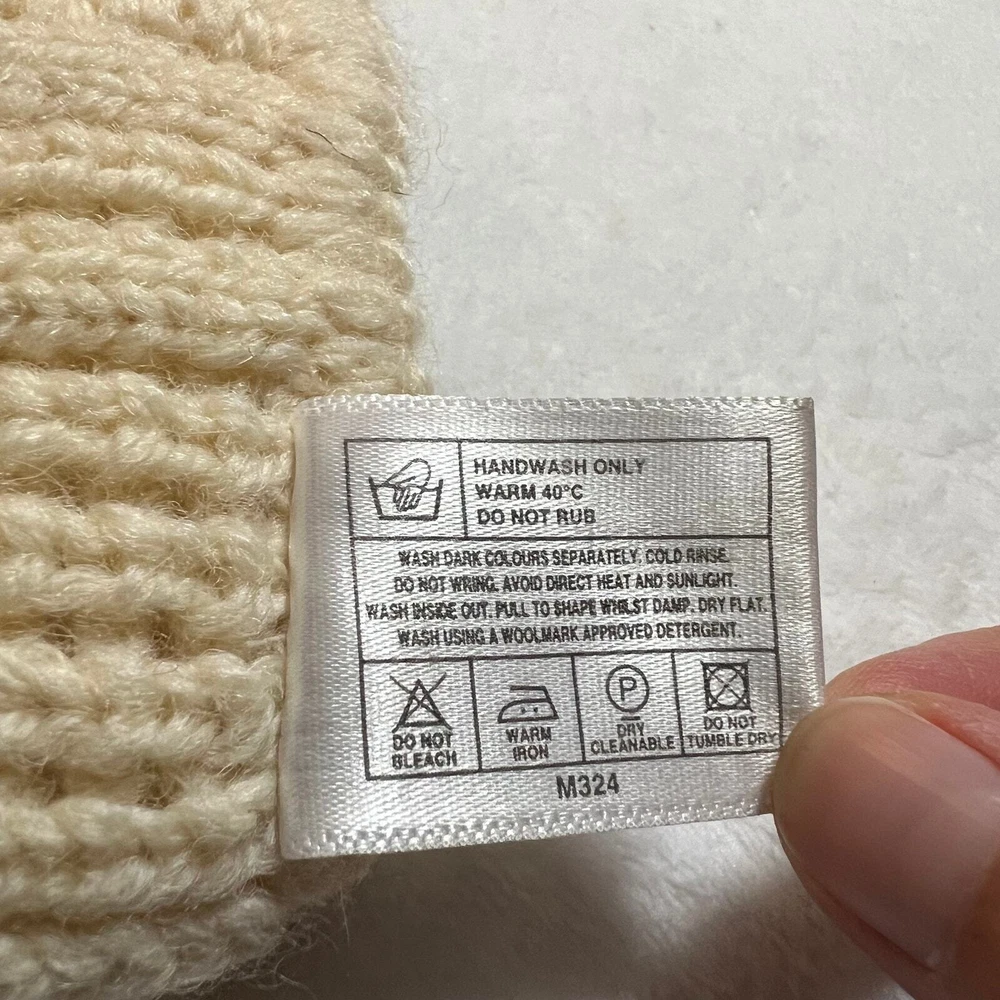 HANDWASH ONLY
WARM 40°C
DO NOT RUB
WASH DARK COLOURS SEPARATELY. COLD RINSE.
DO NOT WRING. AVOID DIRECT HEAT AND SUNLIGHT.
WASH INSIDE OUT. PULL TO SHAPE WHILST DAMP. DRY FLAT.
WASH USING A WOOLMARK APPROVED DETERGENT.
DO NOT
BLEACH
WARM
IRON
P
DRY
CLEANABLE
DO NOT
TUMBLE DRY
M324